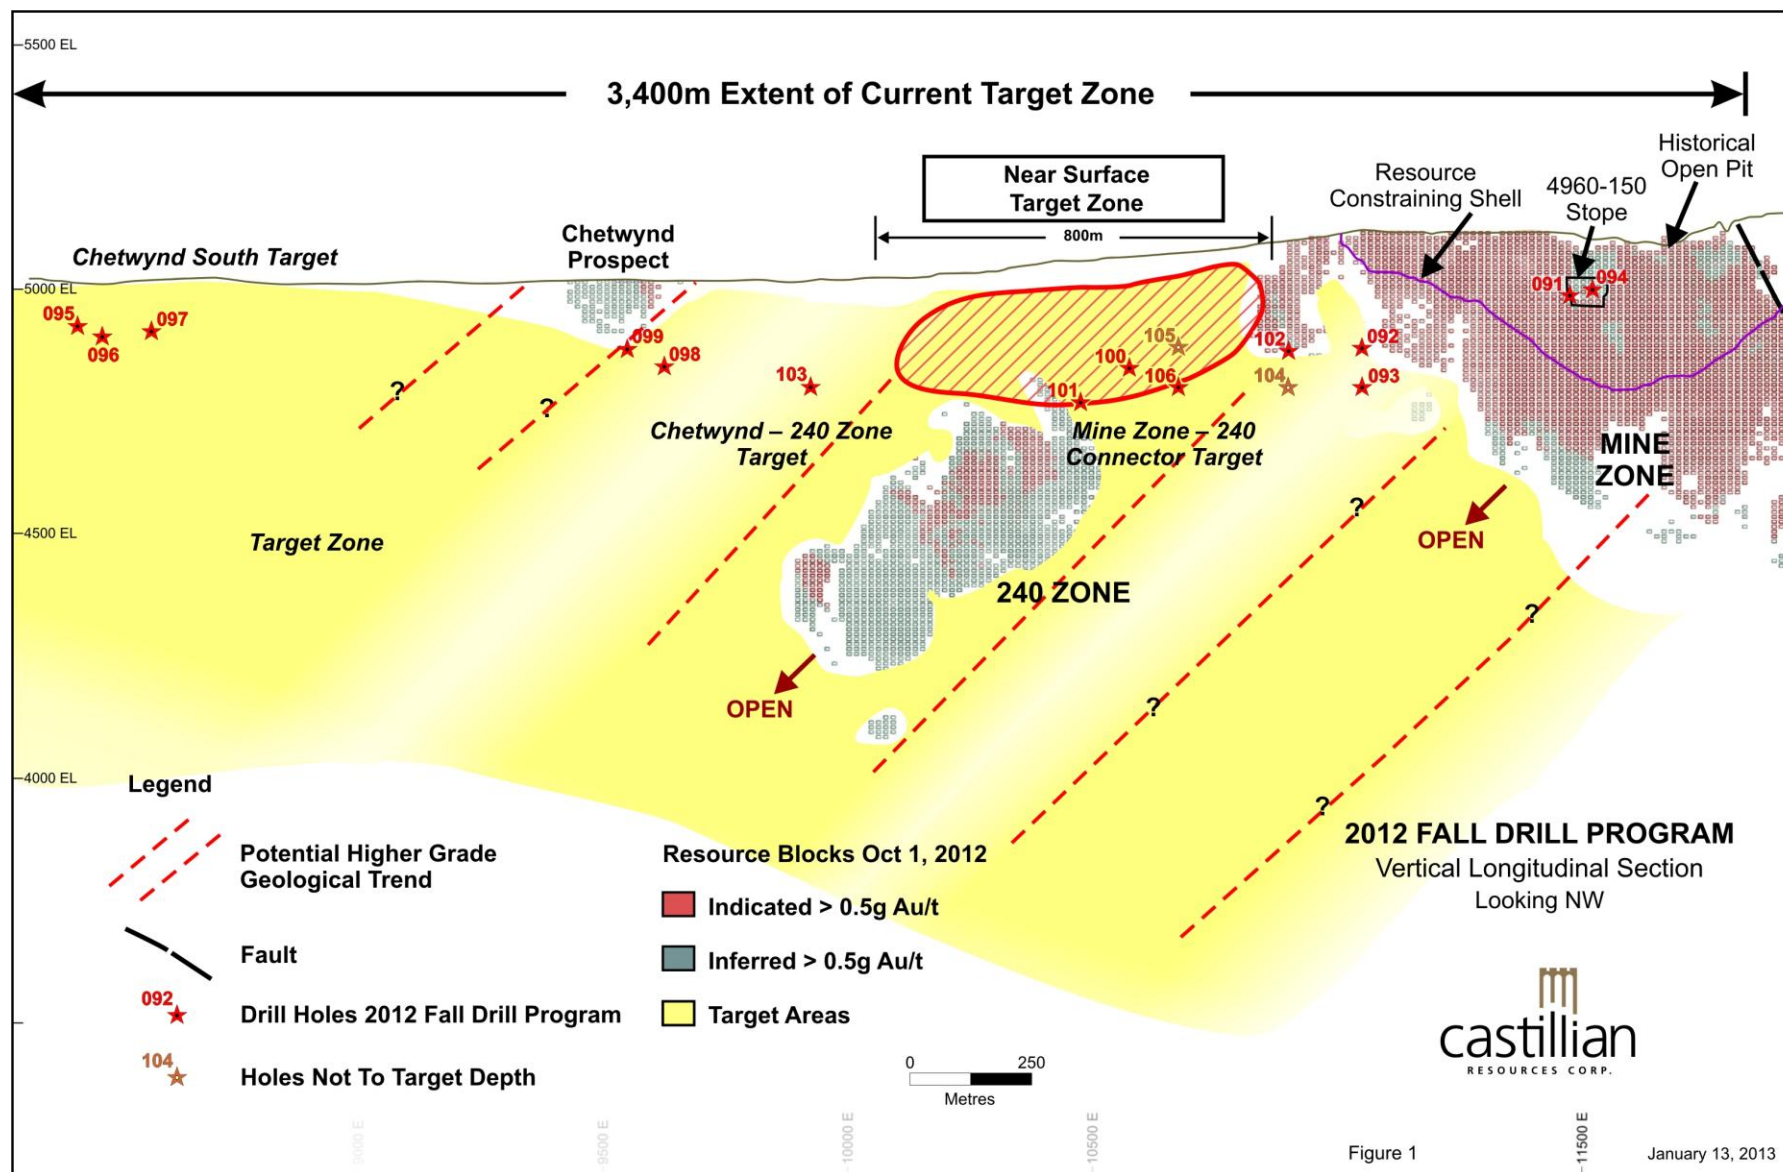 5500 EL
3,400m Extent of Current Target Zone
Historical
Open Pit
Near Surface
Target Zone
Resource
Constraining Shell
4960-150
Stope
800m
Chetwynd
Prospect
Chetwynd South Target
5000 EL
095
096
097
099
098
103
105
100
106
101
102
104
092
093
091
094
?
?
Chetwynd – 240 Zone
Target
Mine Zone – 240
Connector Target
MINE
ZONE
?
OPEN
4500 EL
Target Zone
240 ZONE
?
OPEN
?
4000 EL
?
Legend
Potential Higher Grade
Geological Trend
Fault
092
Drill Holes 2012 Fall Drill Program
104
Holes Not To Target Depth
Resource Blocks Oct 1, 2012
Indicated > 0.5g Au/t
Inferred > 0.5g Au/t
Target Areas
0 250
Metres
2012 FALL DRILL PROGRAM
Vertical Longitudinal Section
Looking NW
castillian
RESOURCES CORP.
9000 E
9500 E
10000 E
10500 E
11500 E
Figure 1
January 13, 2013